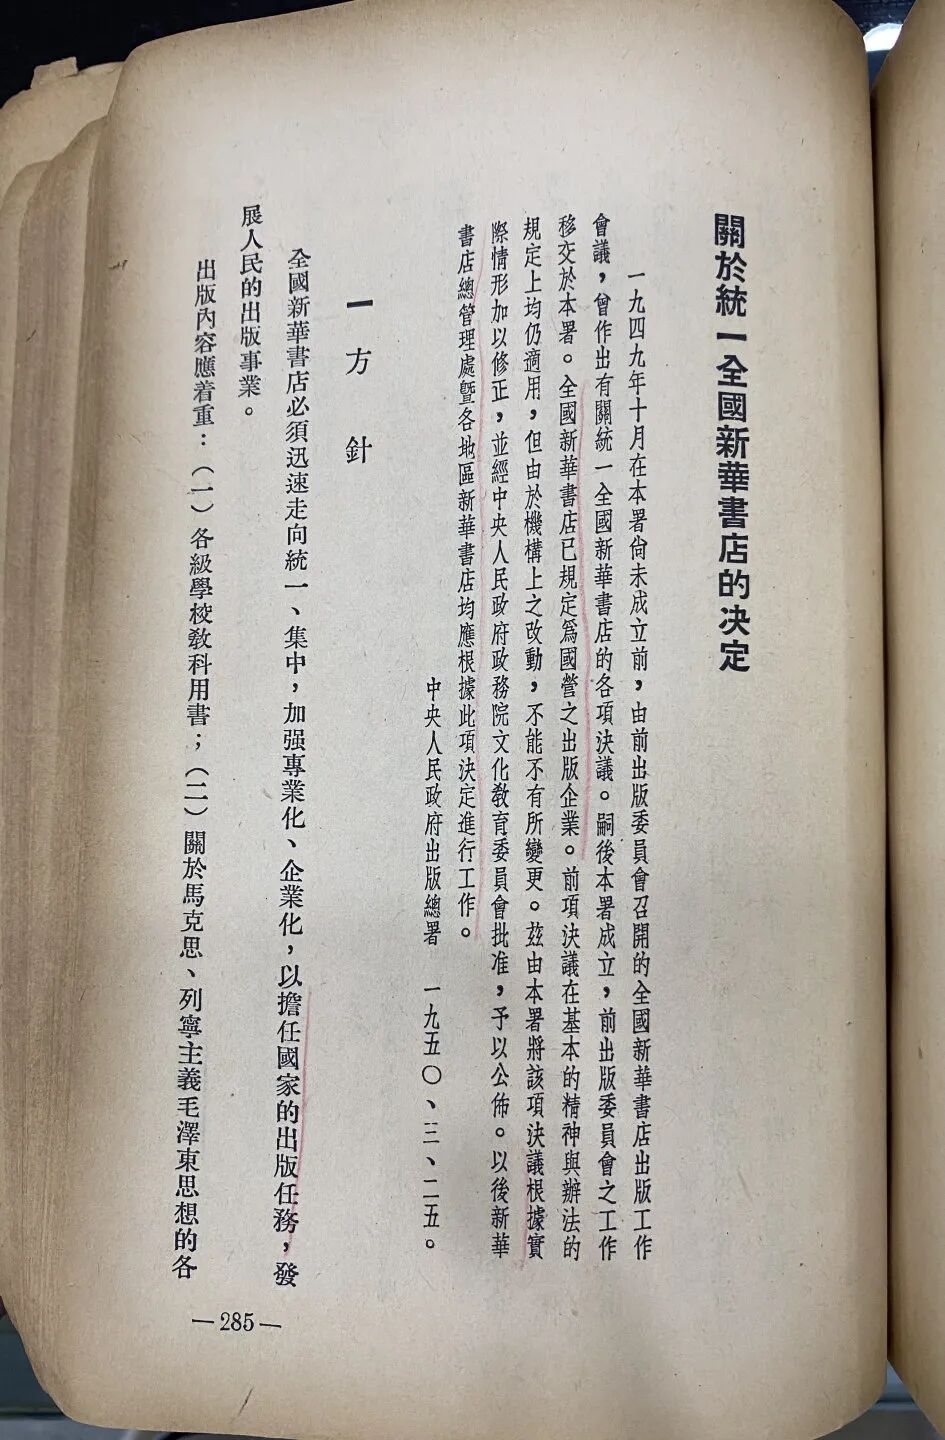 關於統一全國新華書店的决定
一九四九年十月在本署尙未成立前，由前出版委員會召開的全國新華書店出版工作
會議，曾作出有關統一全國新華書店的各項決議。嗣後本署成立，前出版委員會之工作
移交於本署。全國新華書店已規定爲國營之出版企業。前項決議在基本的精神與辦法的
規定上均仍適用，但由於機構上之改動，不能不有所變更。茲由本署將該項決議根據實
際情形加以修正，並經中央人民政府政務院文化敎育委員會批准，予以公佈。以後新華
書店總管理處曁各地區新華書店均應根據此項決定進行工作。
中央人民政府出版總署　一九五〇、三、二五。
一　方　針
全國新華書店必須迅速走向統一、集中，加强專業化、企業化，以擔任國家的出版任務，發
展人民的出版事業。
出版內容應着重：（一）各級學校敎科用書；（二）關於馬克思、列寧主義毛澤東思想的各
—285—